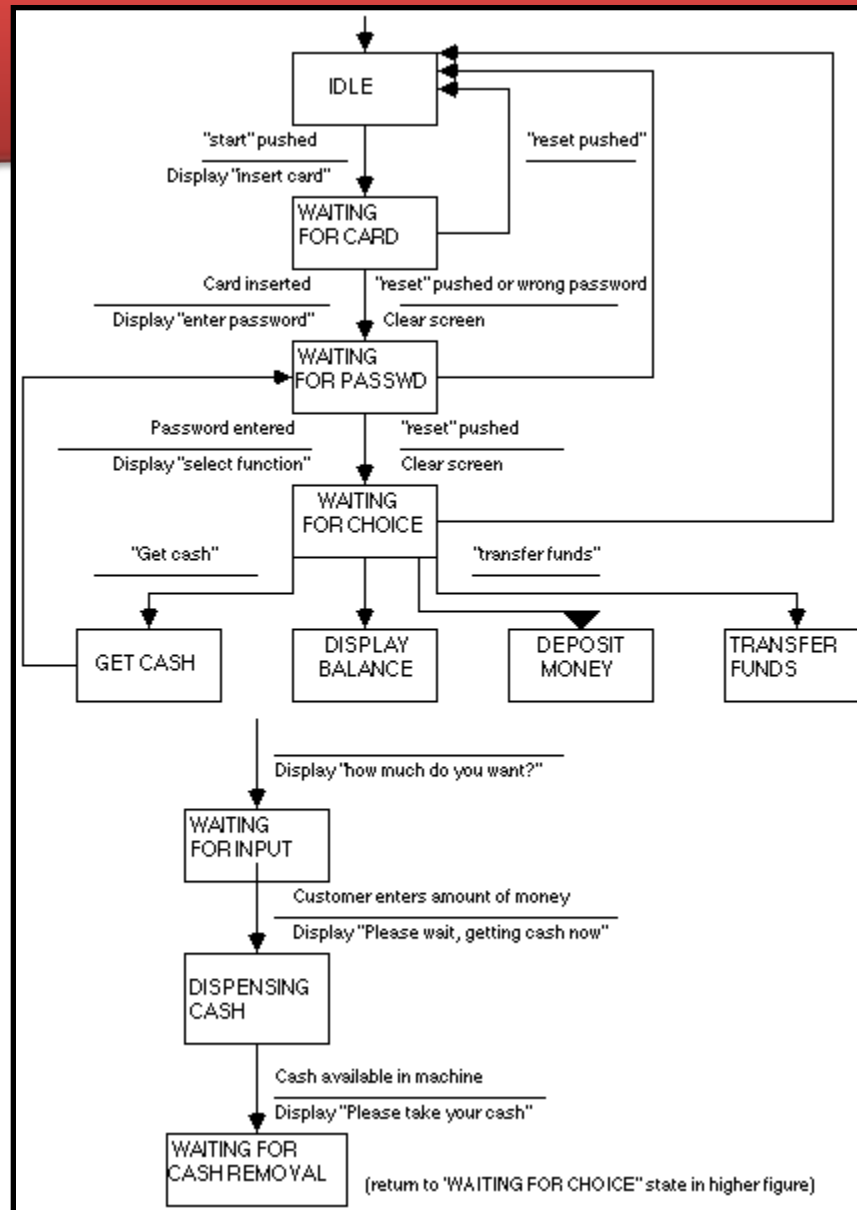 IDLE
"start" pushed
"reset pushed"
Display "insert card"
WAITING
FOR CARD
Card inserted
"reset" pushed or wrong password
Display "enter password"
Clear screen
WAITING
FOR PASSWD
Password entered
"reset" pushed
Display "select function"
Clear screen
WAITING
FOR CHOICE
"Get cash"
"transfer funds"
GET CASH
DISPLAY
BALANCE
DEPOSIT
MONEY
TRANSFER
FUNDS
Display "how much do you want?"
WAITING
FOR INPUT
Customer enters amount of money
Display "Please wait, getting cash now"
DISPENSING
CASH
Cash available in machine
Display "Please take your cash"
WAITING FOR
CASH REMOVAL
(return to 'WAITING FOR CHOICE" state in higher figure)